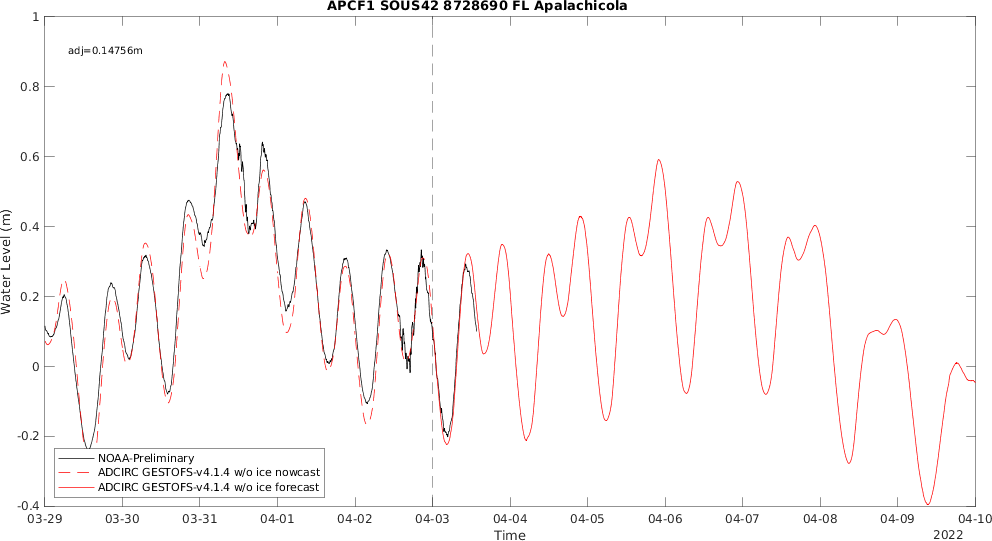 APCF1 SOUS42 8728690 FL Apalachicola
adj=0.14756m
Water Level (m)
1
0.8
0.6
0.4
0.2
0
-0.2
-0.4
NOAA-Preliminary
ADCIRC GESTOFS-v4.1.4 w/o ice nowcast
ADCIRC GESTOFS-v4.1.4 w/o ice forecast
03-29 03-30 03-31 04-01 04-02 04-03 04-04 04-05 04-06 04-07 04-08 04-09 04-10
Time
2022